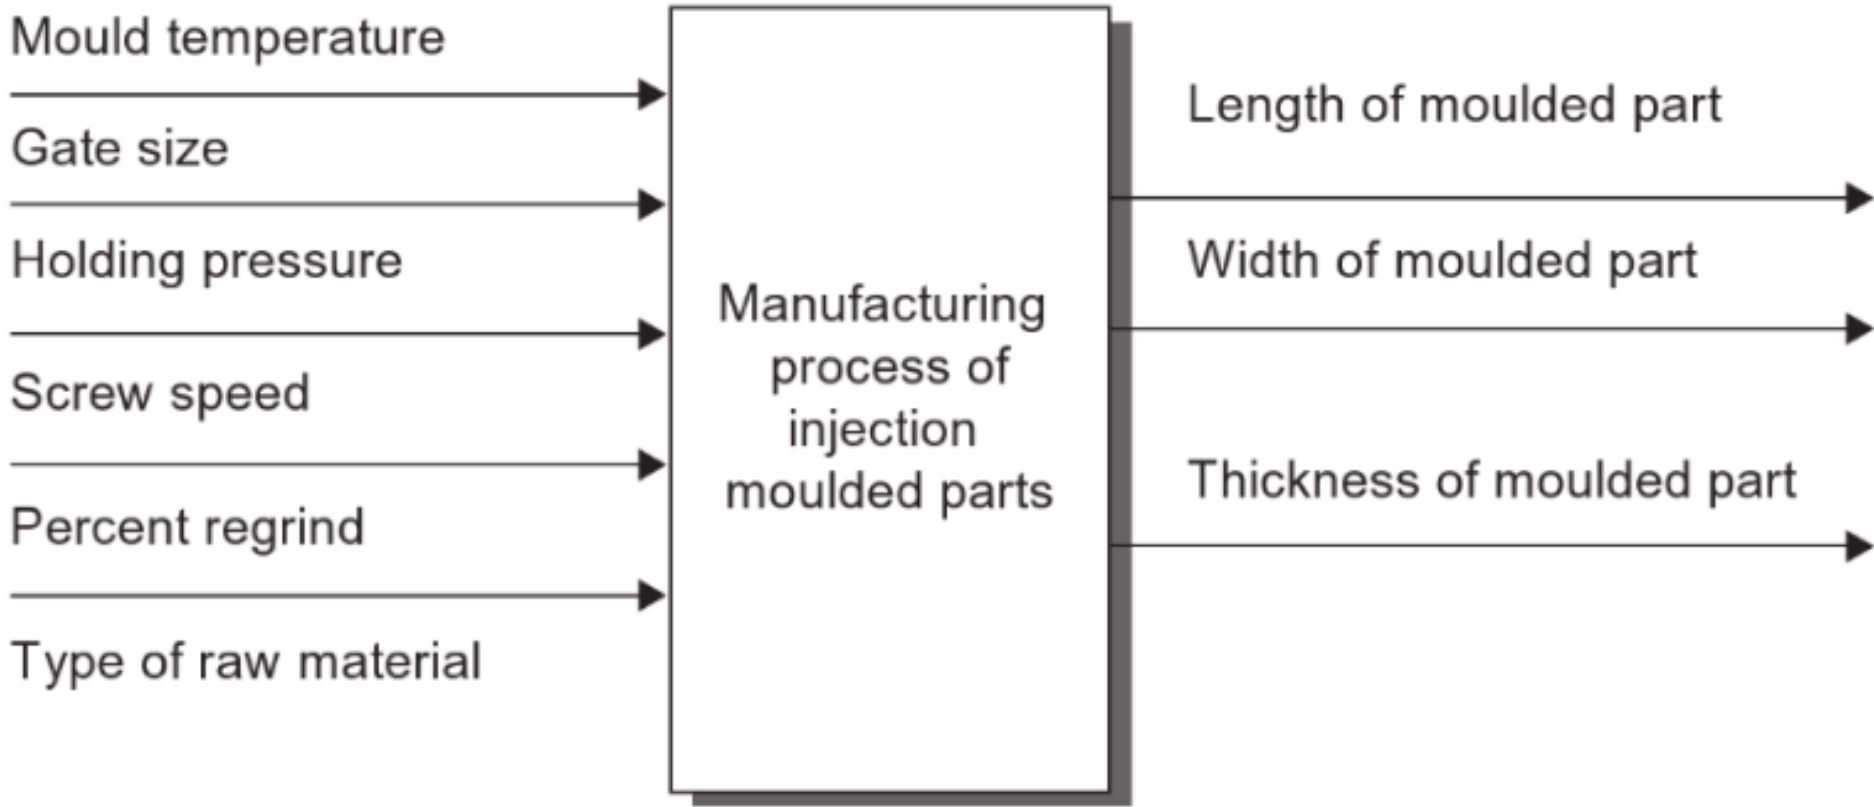 Mould temperature
Gate size
Holding pressure
Screw speed
Percent regrind
Type of raw material
Manufacturing
process of
injection
moulded parts
Length of moulded part
Width of moulded part
Thickness of moulded part